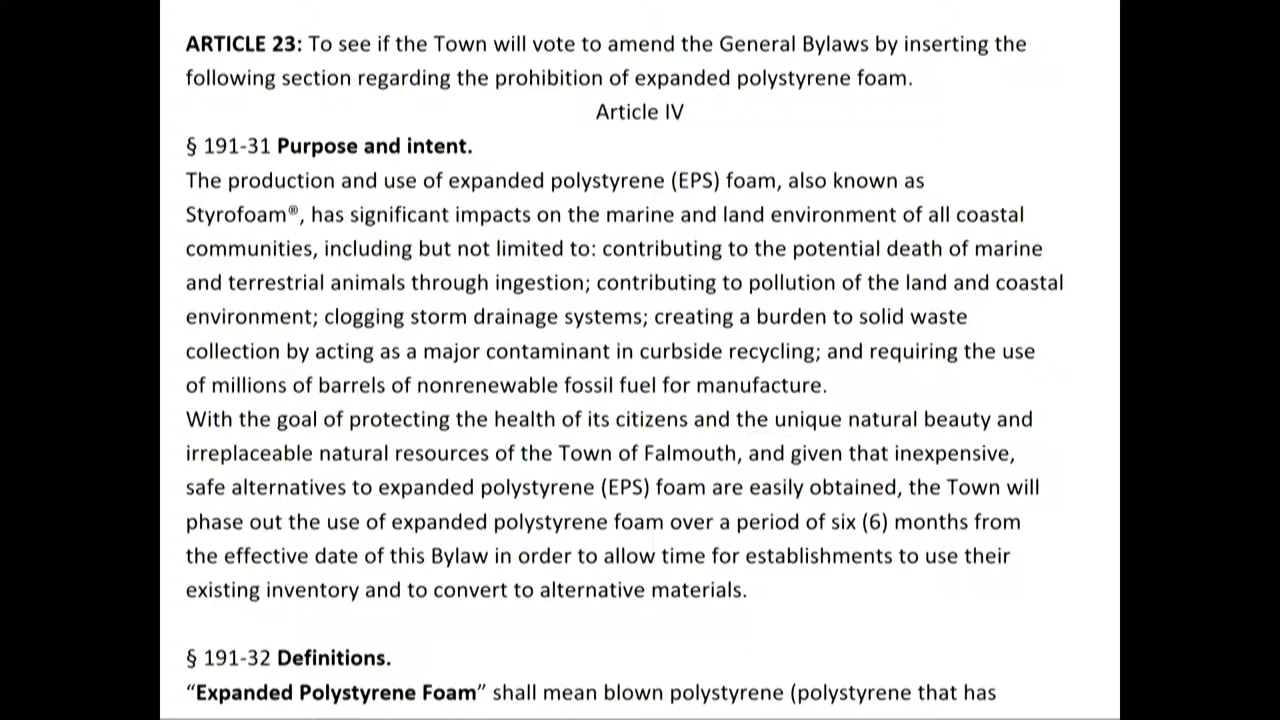 ARTICLE 23: To see if the Town will vote to amend the General Bylaws by inserting the
following section regarding the prohibition of expanded polystyrene foam.
Article IV
§ 191-31 Purpose and intent.
The production and use of expanded polystyrene (EPS) foam, also known as
Styrofoam®, has significant impacts on the marine and land environment of all coastal
communities, including but not limited to: contributing to the potential death of marine
and terrestrial animals through ingestion; contributing to pollution of the land and coastal
environment; clogging storm drainage systems; creating a burden to solid waste
collection by acting as a major contaminant in curbside recycling; and requiring the use
of millions of barrels of nonrenewable fossil fuel for manufacture.
With the goal of protecting the health of its citizens and the unique natural beauty and
irreplaceable natural resources of the Town of Falmouth, and given that inexpensive,
safe alternatives to expanded polystyrene (EPS) foam are easily obtained, the Town will
phase out the use of expanded polystyrene foam over a period of six (6) months from
the effective date of this Bylaw in order to allow time for establishments to use their
existing inventory and to convert to alternative materials.
§ 191-32 Definitions.
“Expanded Polystyrene Foam” shall mean blown polystyrene (polystyrene that has